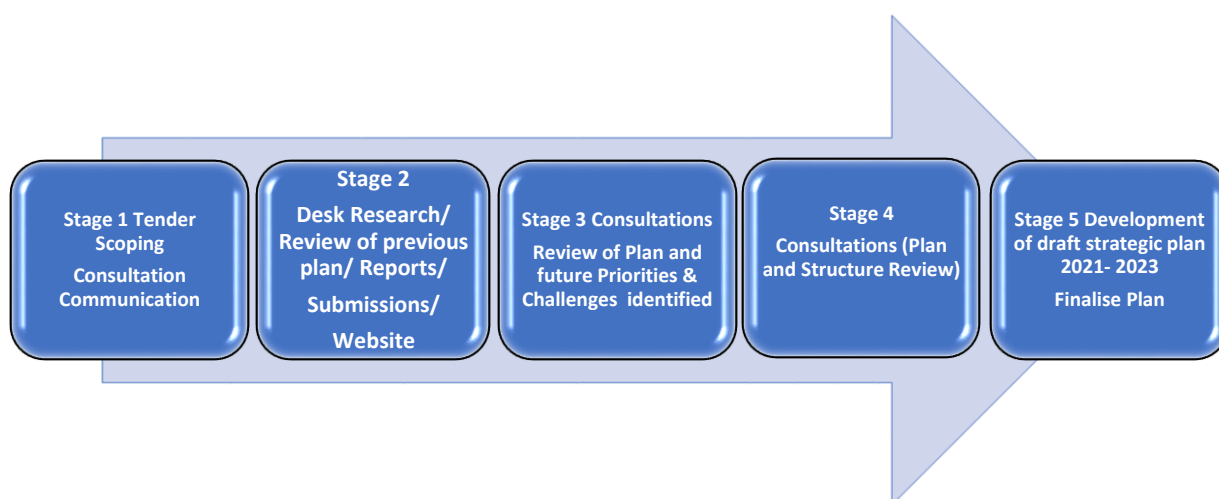 Stage 1 Tender
Scoping
Consultation
Communication
Stage 2
Desk Research/
Review of previous
plan/ Reports/
Submissions/
Website
Stage 3 Consultations
Review of Plan and
future Priorities &
Challenges identified
Stage 4
Consultations (Plan
and Structure Review)
Stage 5 Development
of draft strategic plan
2021- 2023
Finalise Plan